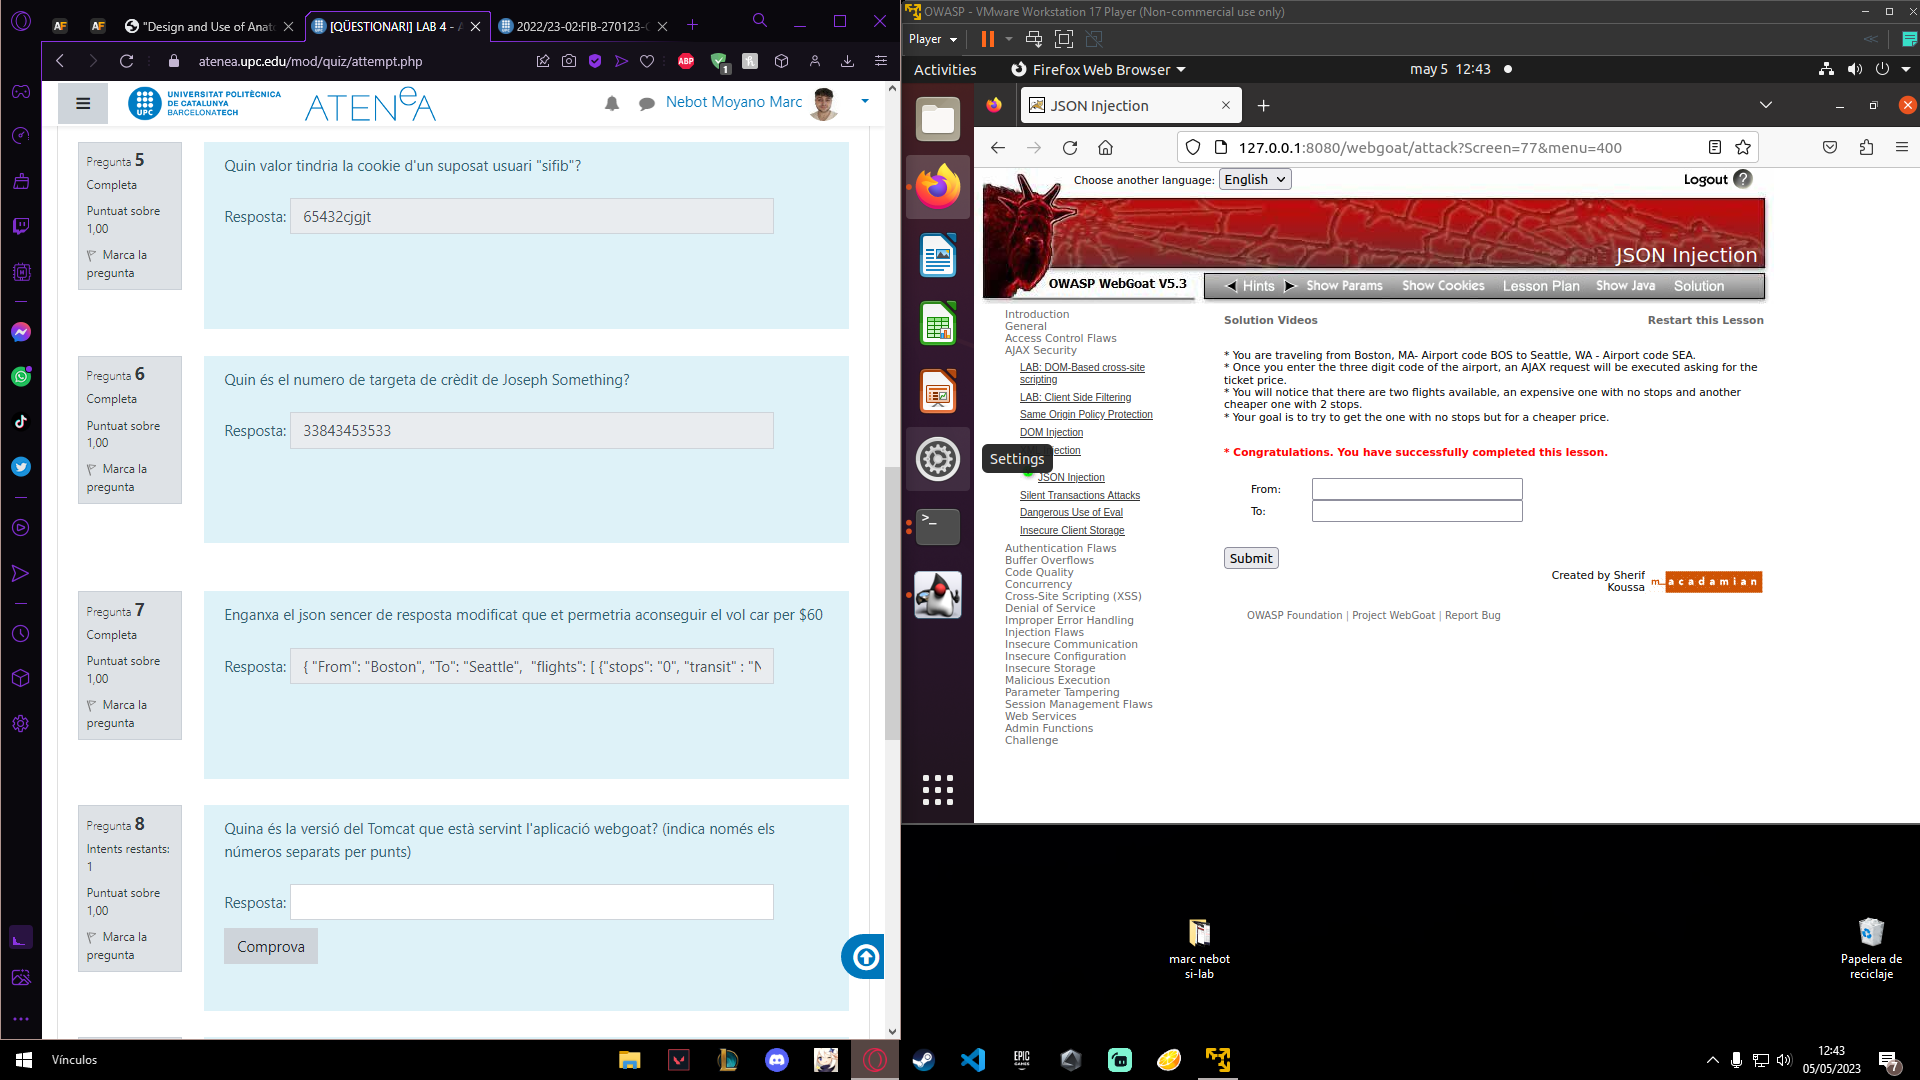 "Design and Use of Anat
[QÜESTIONARI] LAB 4 - A
2022/23-02:FIB-270123-C
atenea.upc.edu/mod/quiz/attempt.php
ABP
1
UNIVERSITAT POLITÈCNICA
DE CATALUNYA
BARCELONATECH
UPC
ATENEA
Nebot Moyano Marc
Pregunta 5
Completa
Puntuat sobre
1,00
Marca la
pregunta
Quin valor tindria la cookie d'un suposat usuari "sifib"?
Resposta: 65432cjgjt
Pregunta 6
Completa
Puntuat sobre
1,00
Marca la
pregunta
Quin és el numero de targeta de crèdit de Joseph Something?
Resposta: 33843453533
Pregunta 7
Completa
Puntuat sobre
1,00
Marca la
pregunta
Enganxa el json sencer de resposta modificat que et permetria aconseguir el vol car per $60
Resposta: { "From": "Boston", "To": "Seattle", "flights": [ {"stops": "0", "transit" : "N
Pregunta 8
Intents restants:
1
Puntuat sobre
1,00
Marca la
pregunta
Quina és la versió del Tomcat que està servint l'aplicació webgoat? (indica només els
números separats per punts)
Resposta:
Comprova
OWASP - VMware Workstation 17 Player (Non-commercial use only)
Player
Activities
Firefox Web Browser
may 5 12:43
JSON Injection
127.0.0.1:8080/webgoat/attack?Screen=77&menu=400
Choose another language: English
Logout ?
JSON Injection
OWASP WebGoat V5.3
Hints
Show Params
Show Cookies
Lesson Plan
Show Java
Solution
Introduction
General
Access Control Flaws
AJAX Security
LAB: DOM-Based cross-site
scripting
LAB: Client Side Filtering
Same Origin Policy Protection
DOM Injection
ection
Settings
JSON Injection
Silent Transactions Attacks
Dangerous Use of Eval
Insecure Client Storage
Authentication Flaws
Buffer Overflows
Code Quality
Concurrency
Cross-Site Scripting (XSS)
Denial of Service
Improper Error Handling
Injection Flaws
Insecure Communication
Insecure Configuration
Insecure Storage
Malicious Execution
Parameter Tampering
Session Management Flaws
Web Services
Admin Functions
Challenge
Solution Videos
Restart this Lesson
* You are traveling from Boston, MA- Airport code BOS to Seattle, WA - Airport code SEA.
* Once you enter the three digit code of the airport, an AJAX request will be executed asking for the
ticket price.
* You will notice that there are two flights available, an expensive one with no stops and another
cheaper one with 2 stops.
* Your goal is to try to get the one with no stops but for a cheaper price.
* Congratulations. You have successfully completed this lesson.
From:
To:
Submit
Created by Sherif
Koussa
macadamian
OWASP Foundation | Project WebGoat | Report Bug
marc nebot
si-lab
Papelera de
reciclaje
Vínculos
EPIC
GAMES
12:43
05/05/2023
7